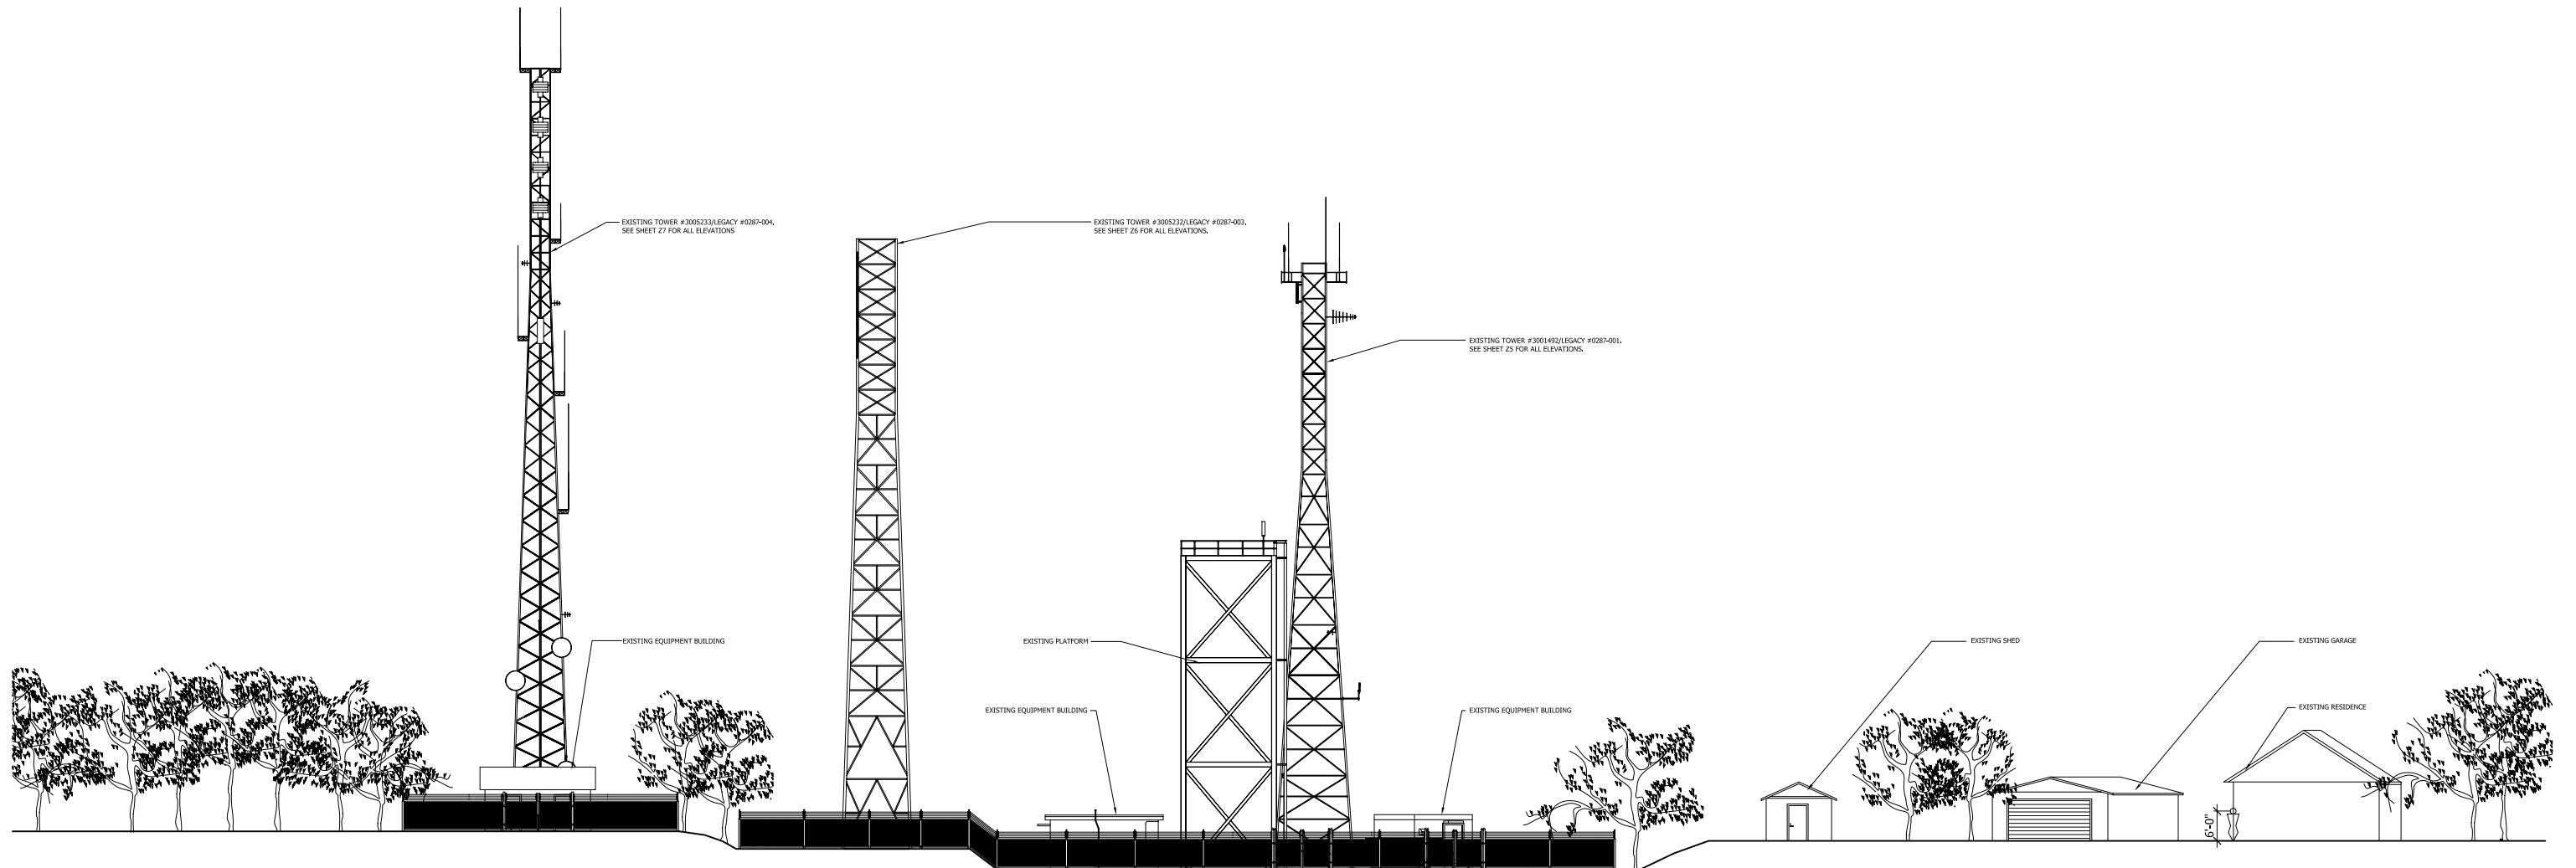 EXISTING TOWER #3005233/LEGACY #0287-004.
SEE SHEET Z7 FOR ALL ELEVATIONS
EXISTING TOWER #3005232/LEGACY #0287-003.
SEE SHEET Z6 FOR ALL ELEVATIONS.
EXISTING TOWER #3001492/LEGACY #0287-001.
SEE SHEET Z5 FOR ALL ELEVATIONS.
EXISTING EQUIPMENT BUILDING
EXISTING PLATFORM
EXISTING SHED
EXISTING GARAGE
EXISTING EQUIPMENT BUILDING
EXISTING EQUIPMENT BUILDING
EXISTING RESIDENCE
6'-0"